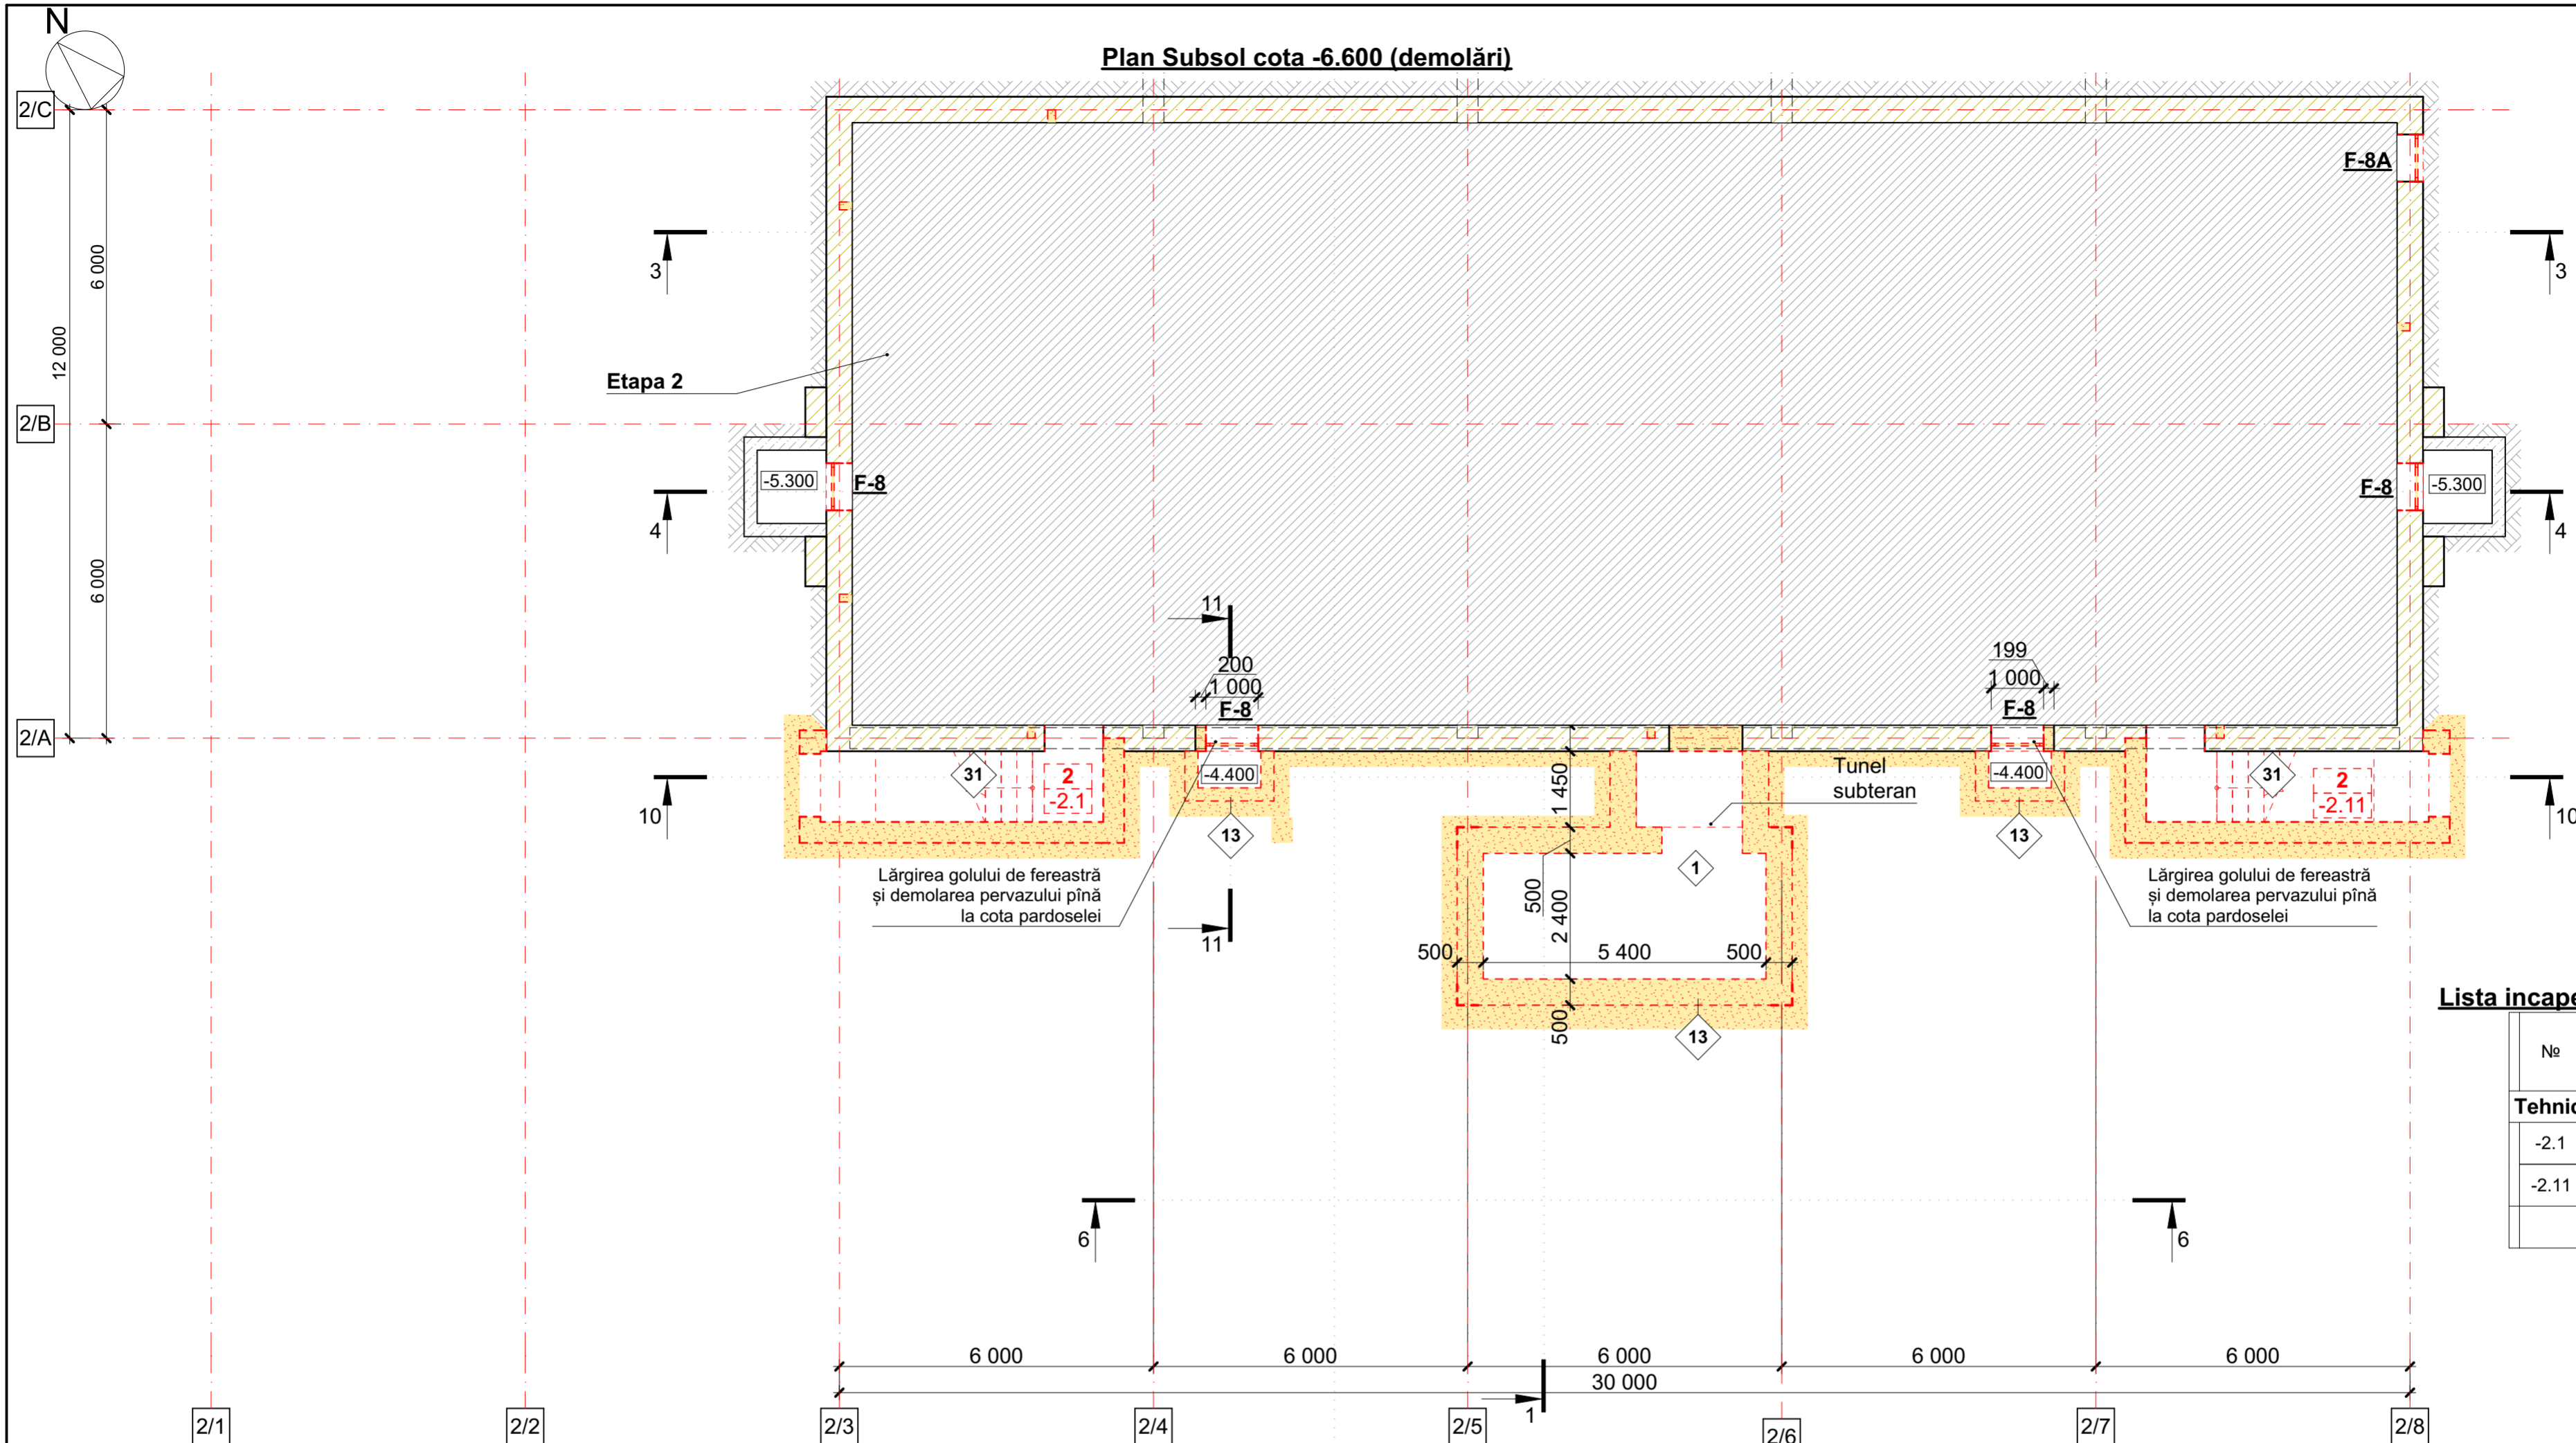 N
Plan Subsol cota -6.600 (demolări)
2/C
F-8A
6 000
3
3
12 000
Etapa 2
2/B
-5.300
F-8
F-8
-5.300
4
4
6 000
11
200
1 000
F-8
199
1 000
F-8
2/A
31
2
-2.1
-4.400
1 450
Tunel
subteran
-4.400
31
2
-2.11
10
10
13
13
1
Lărgirea golului de fereastră
și demolarea pervazului pînă
la cota pardoselei
Lărgirea golului de fereastră
și demolarea pervazului pînă
la cota pardoselei
500
2 400
11
500
5 400
500
500
13
Lista incape
№
Tehnic
-2.1
-2.11
6
6
6 000
6 000
6 000
6 000
6 000
30 000
1
2/1
2/2
2/3
2/4
2/5
2/6
2/7
2/8